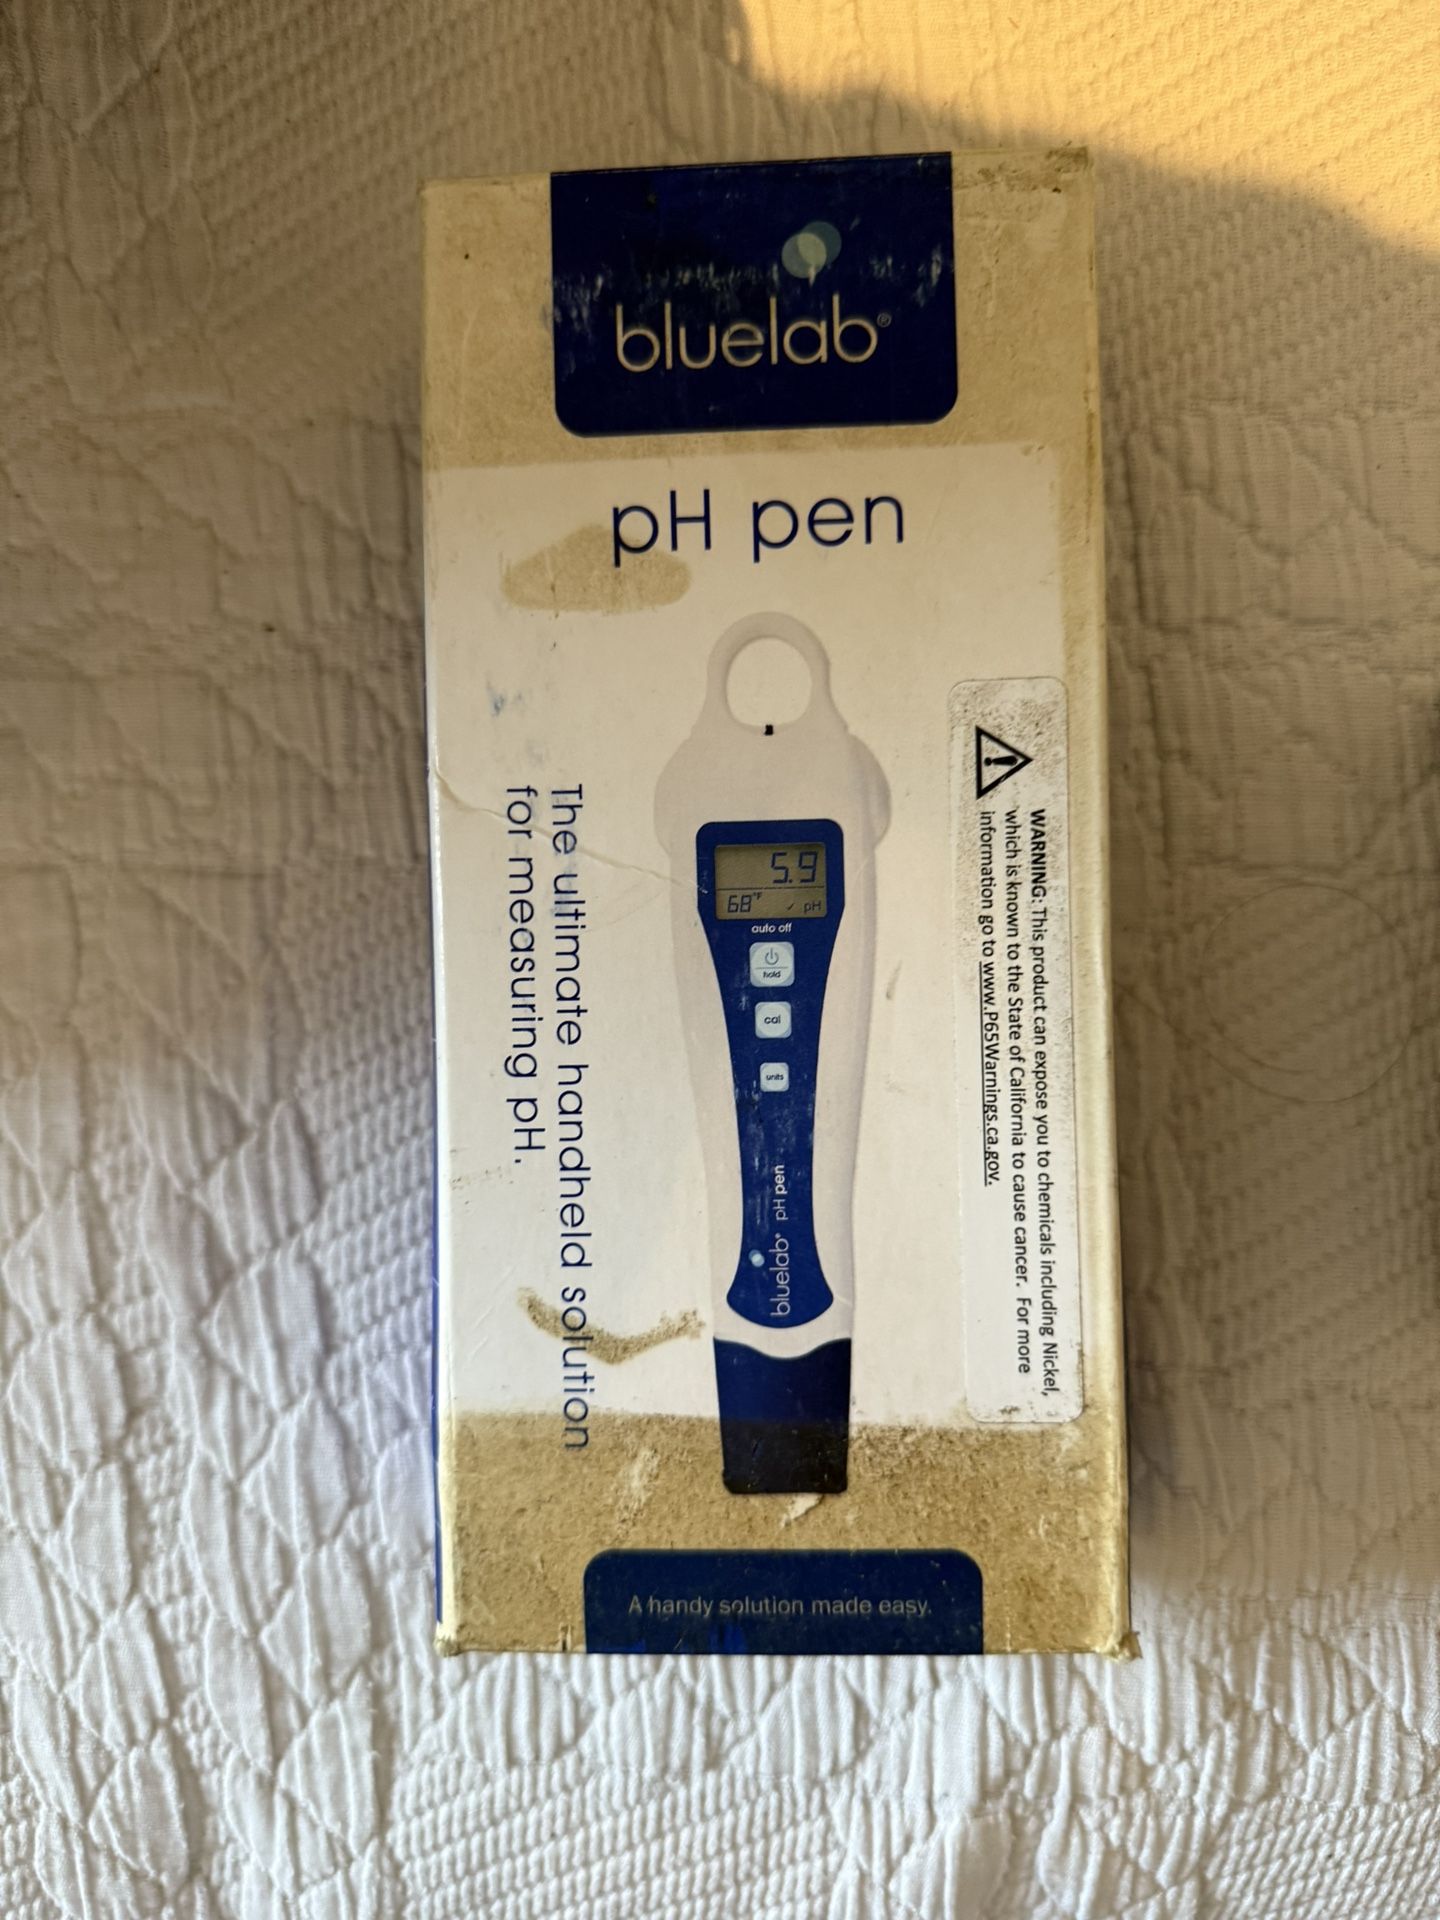 bluelab®
pH pen
The ultimate handheld solution
for measuring pH.
5.9
68°F ✓ pH
auto off
hold
cal
units
bluelab® pH pen
WARNING: This product can expose you to chemicals including Nickel,
which is known to the State of California to cause cancer. For more
information go to www.P65Warnings.ca.gov.
A handy solution made easy.